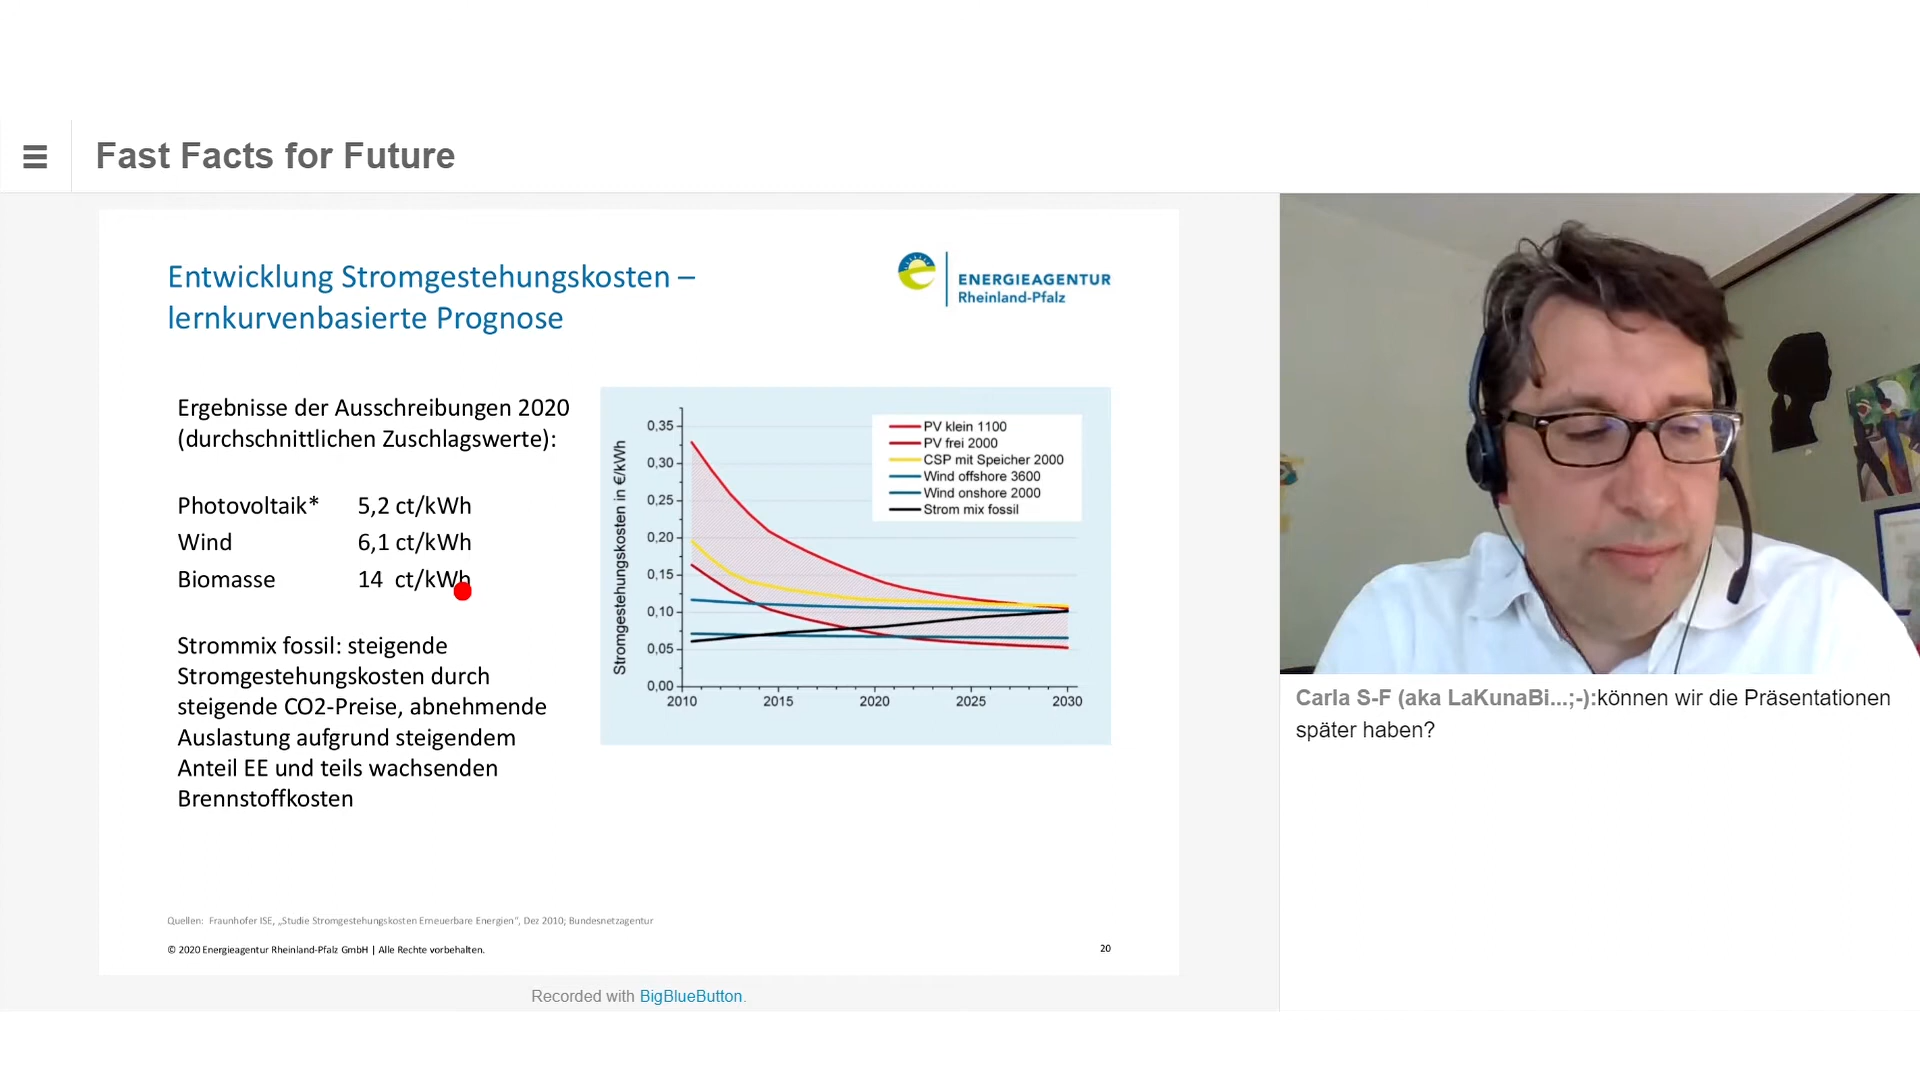 Fast Facts for Future
Entwicklung Stromgestehungskosten –
lernkurvenbasierte Prognose
ENERGIEAGENTUR
Rheinland-Pfalz
Ergebnisse der Ausschreibungen 2020
(durchschnittlichen Zuschlagswerte):
Photovoltaik* 5,2 ct/kWh
Wind 6,1 ct/kWh
Biomasse 14 ct/kWh
Strommix fossil: steigende
Stromgestehungskosten durch
steigende CO2-Preise, abnehmende
Auslastung aufgrund steigendem
Anteil EE und teils wachsenden
Brennstoffkosten
Stromgestehungskosten in €/kWh
0,35
0,30
0,25
0,20
0,15
0,10
0,05
0,00
2010 2015 2020 2025 2030
PV klein 1100
PV frei 2000
CSP mit Speicher 2000
Wind offshore 3600
Wind onshore 2000
Strom mix fossil
Quellen: Fraunhofer ISE, „Studie Stromgestehungskosten Erneuerbare Energien“, Dez 2010; Bundesnetzagentur
© 2020 Energieagentur Rheinland-Pfalz GmbH | Alle Rechte vorbehalten.
20
Recorded with BigBlueButton.
Carla S-F (aka LaKunaBi...;-):können wir die Präsentationen
später haben?